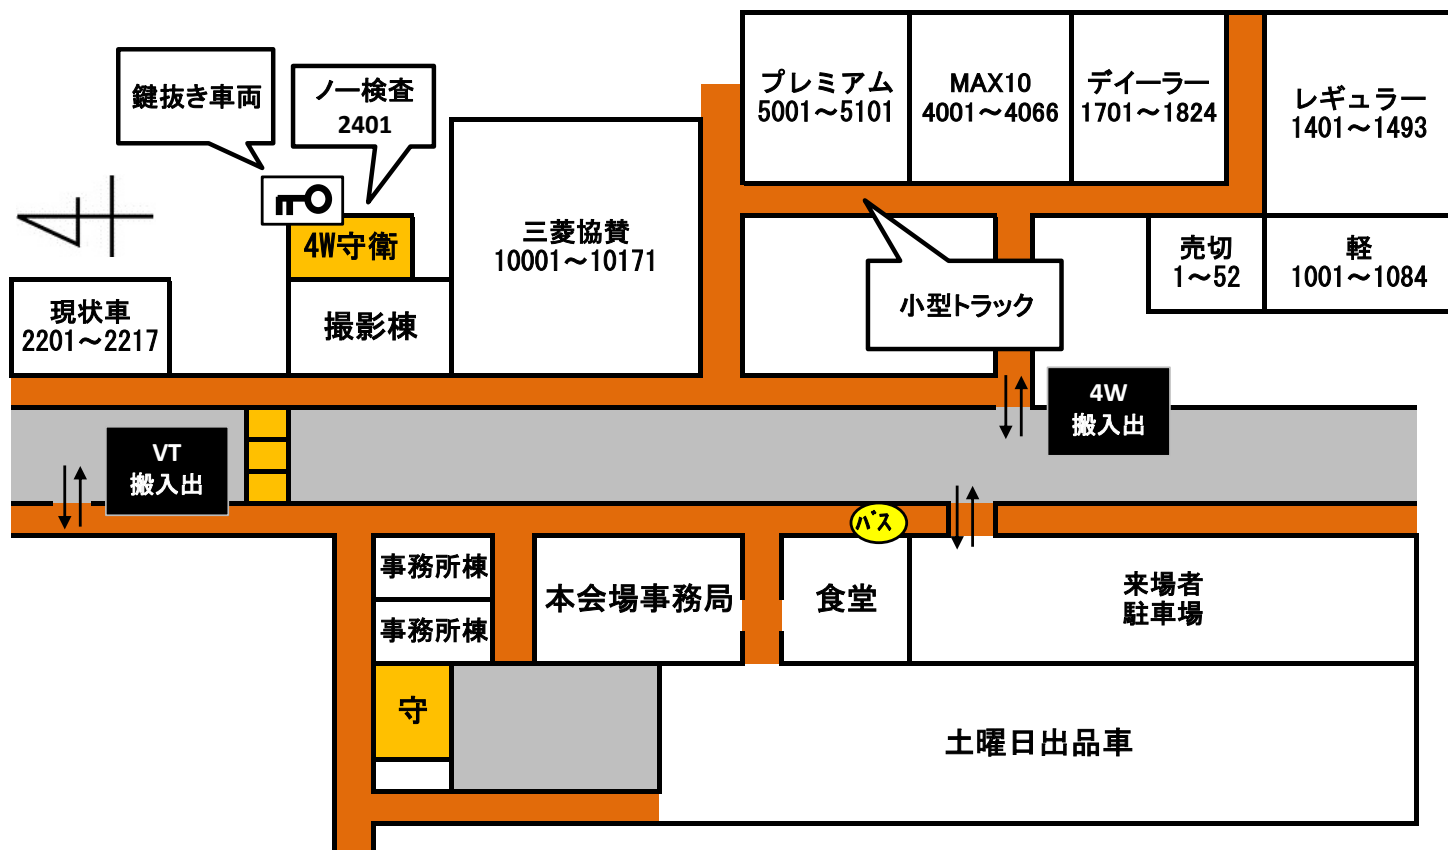 鍵抜き車両
ノー検査
2401
プレミアム
5001～5101
MAX10
4001～4066
デイーラー
1701～1824
レギュラー
1401～1493
4W守衛
三菱協賛
10001～10171
売切
1～52
軽
1001～1084
小型トラック
現状車
2201～2217
撮影棟
4W
搬入出
VT
搬入出
バス
事務所棟
事務所棟
本会場事務局
食堂
来場者
駐車場
守
土曜日出品車